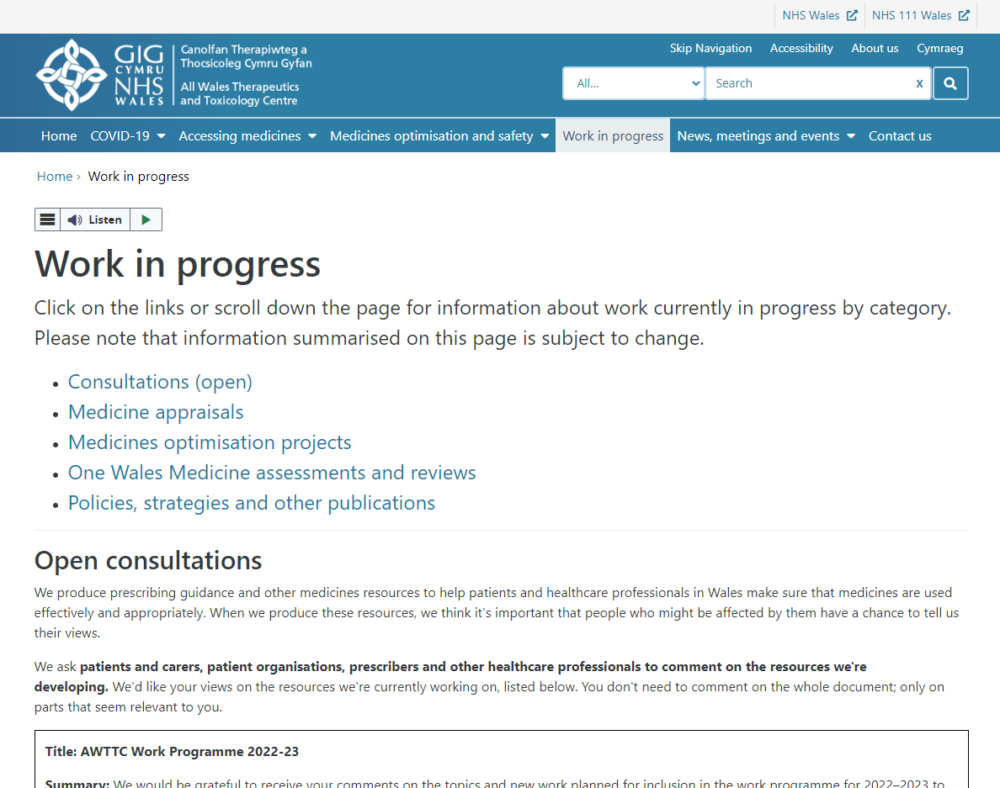 NHS Wales
NHS 111 Wales
GIG
CYMRU
NHS
WALES
Canolfan Therapiwteg a
Thocsicoleg Cymru Gyfan
All Wales Therapeutics
and Toxicology Centre
Skip Navigation
Accessibility
About us
Cymraeg
All...
Search
x
Home
COVID-19
Accessing medicines
Medicines optimisation and safety
Work in progress
News, meetings and events
Contact us
Home › Work in progress
Listen
Work in progress
Click on the links or scroll down the page for information about work currently in progress by category.
Please note that information summarised on this page is subject to change.
• Consultations (open)
• Medicine appraisals
• Medicines optimisation projects
• One Wales Medicine assessments and reviews
• Policies, strategies and other publications
Open consultations
We produce prescribing guidance and other medicines resources to help patients and healthcare professionals in Wales make sure that medicines are used
effectively and appropriately. When we produce these resources, we think it's important that people who might be affected by them have a chance to tell us
their views.
We ask patients and carers, patient organisations, prescribers and other healthcare professionals to comment on the resources we're
developing. We'd like your views on the resources we're currently working on, listed below. You don't need to comment on the whole document; only on
parts that seem relevant to you.
Title: AWTTC Work Programme 2022-23
Summary: We would be grateful to receive your comments on the topics and new work planned for inclusion in the work programme for 2022–2023 to